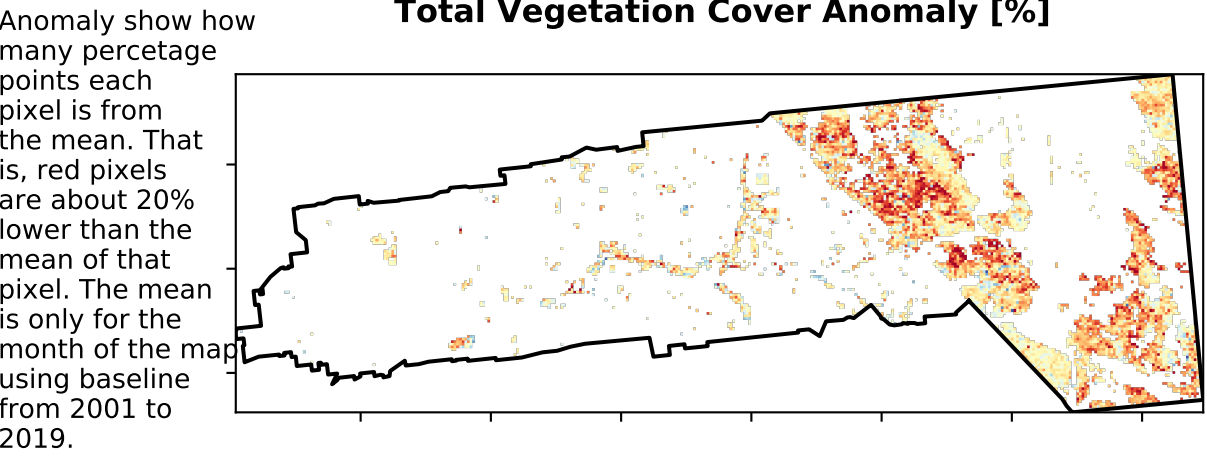 Total Vegetation Cover Anomaly [%]
Anomaly show how
many percetage
points each
pixel is from
the mean. That
is, red pixels
are about 20%
lower than the
mean of that
pixel. The mean
is only for the
month of the map
using baseline
from 2001 to
2019.